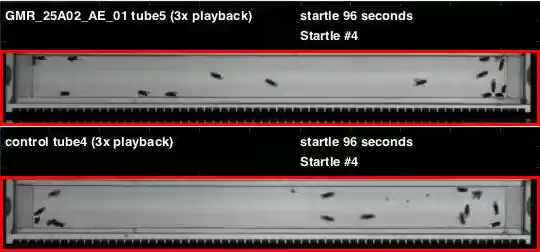 GMR_25A02_AE_01 tube5 (3x playback) startle 96 seconds
Startle #4
control tube4 (3x playback) startle 96 seconds
Startle #4